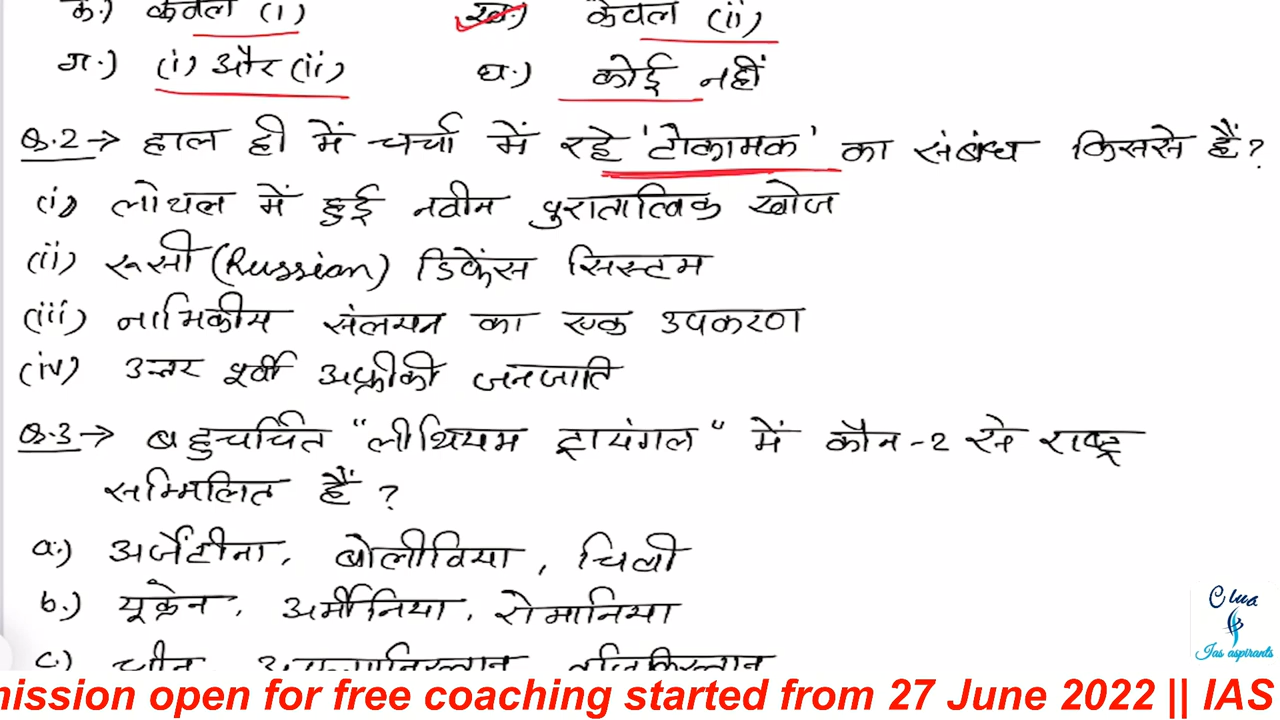 क.) केवल (i) ख.) केवल (ii)
ग.) (i) और (ii) घ.) कोई नहीं
Q.2→ हाल ही में चर्चा में रहे 'टोकामक' का संबंध किससे हैं?
(i) लोथल में हुई नवीन पुरातात्विक खोज
(ii) रूसी (Russian) डिफेंस सिस्टम
(iii) नाभिकीय संलयन का एक उपकरण
(iv) उत्तर पूर्वी अफ्रीकी जनजाति
Q.3→ बहुचर्चित "लीथियम ट्रायंगल" में कौन-2 से राष्ट्र
सम्मिलित हैं ?
a.) अर्जेंटीना, बोलीविया, चिली
b.) यूक्रेन, अर्मीनिया, रोमानिया
c.) चीन, अफगानिस्तान,
Clua
Ias aspirants
mission open for free coaching started from 27 June 2022 || IAS